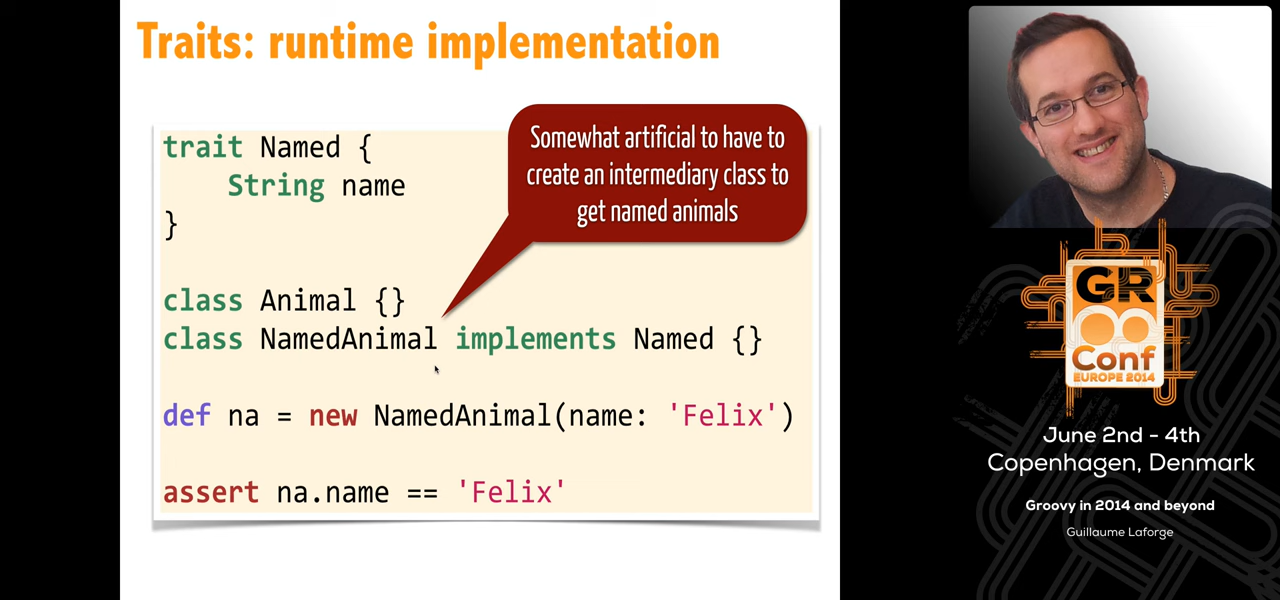 Traits: runtime implementation
Somewhat artificial to have to
create an intermediary class to
get named animals
trait Named {
    String name
}
class Animal {}
class NamedAnimal implements Named {}
def na = new NamedAnimal(name: 'Felix')
assert na.name == 'Felix'
GR
Conf
EUROPE 2014
June 2nd - 4th
Copenhagen, Denmark
Groovy in 2014 and beyond
Guillaume Laforge